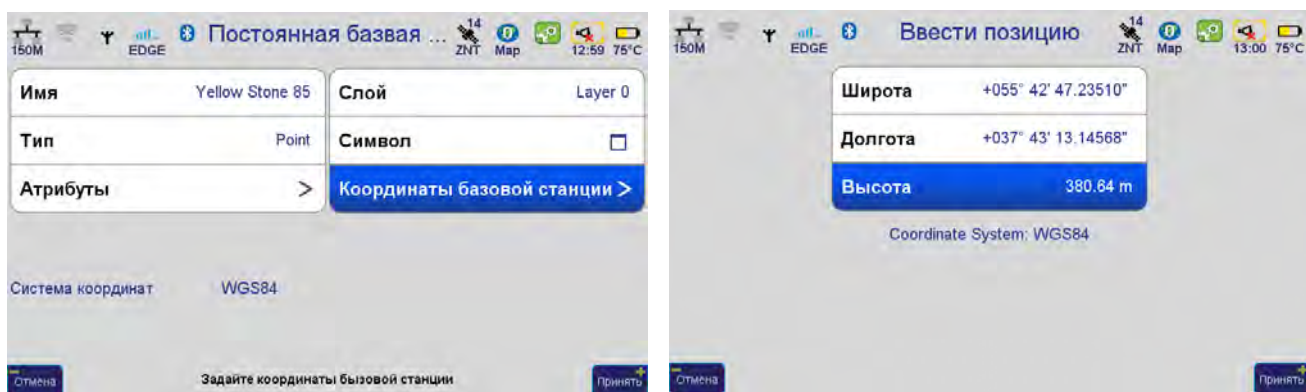 150M EDGE Постоянная базвая ... 14 ZNT Map 12:59 75°C
Имя Yellow Stone 85 Слой Layer 0
Тип Point Символ
Атрибуты > Координаты базовой станции >
Система координат WGS84
Отмена Задайте координаты бызовой станции Принять
150M EDGE Ввести позицию 14 ZNT Map 13:00 75°C
Широта +055° 42' 47.23510"
Долгота +037° 43' 13.14568"
Высота 380.64 m
Coordinate System: WGS84
Отмена Принять